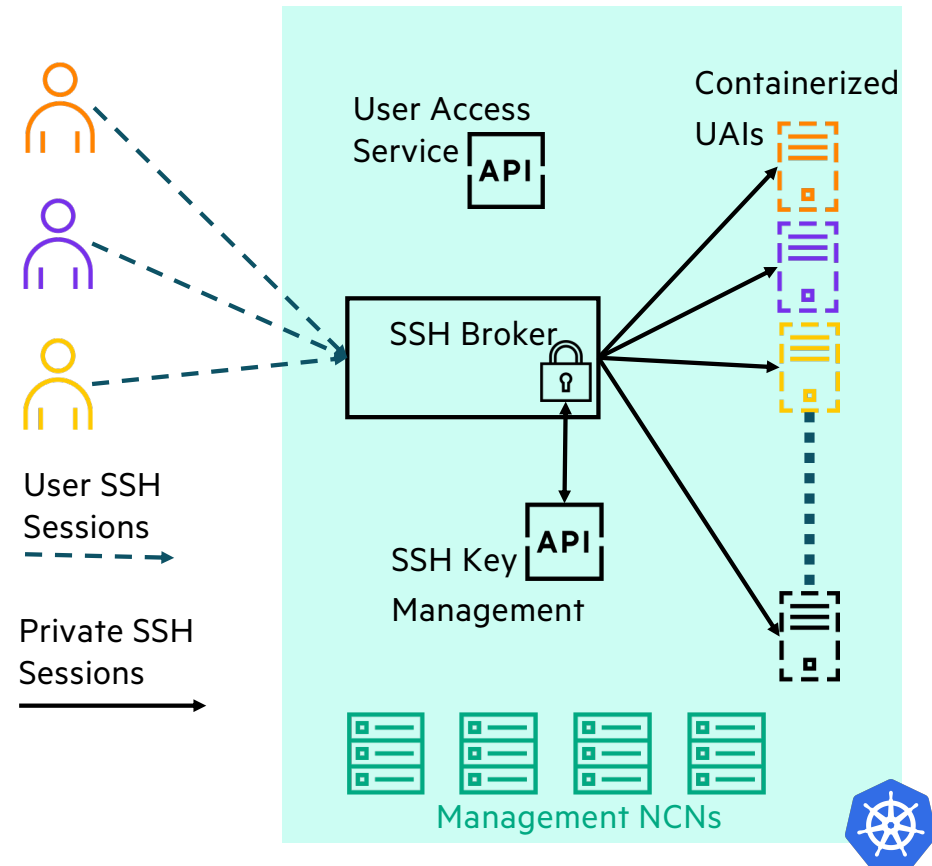 Containerized
UAIs
User Access
Service
API
SSH Broker
User SSH
Sessions
API
SSH Key
Management
Private SSH
Sessions
Management NCNs